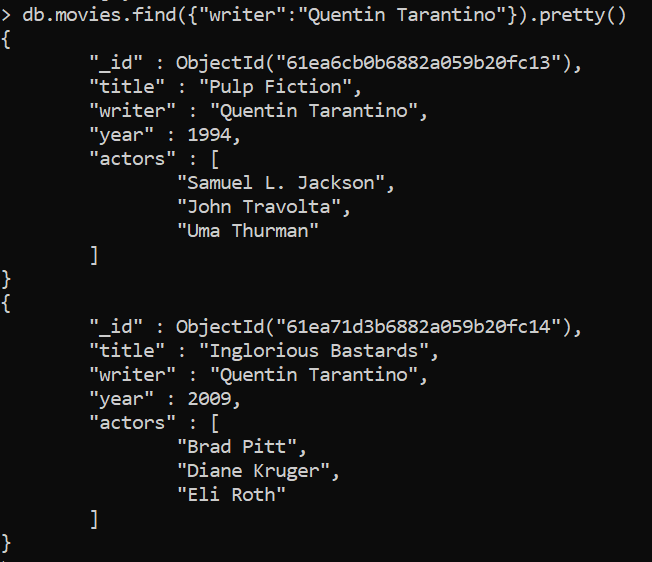 > db.movies.find({"writer":"Quentin Tarantino"}).pretty()
{
        "_id" : ObjectId("61ea6cb0b6882a059b20fc13"),
        "title" : "Pulp Fiction",
        "writer" : "Quentin Tarantino",
        "year" : 1994,
        "actors" : [
                "Samuel L. Jackson",
                "John Travolta",
                "Uma Thurman"
        ]
}
{
        "_id" : ObjectId("61ea71d3b6882a059b20fc14"),
        "title" : "Inglorious Bastards",
        "writer" : "Quentin Tarantino",
        "year" : 2009,
        "actors" : [
                "Brad Pitt",
                "Diane Kruger",
                "Eli Roth"
        ]
}